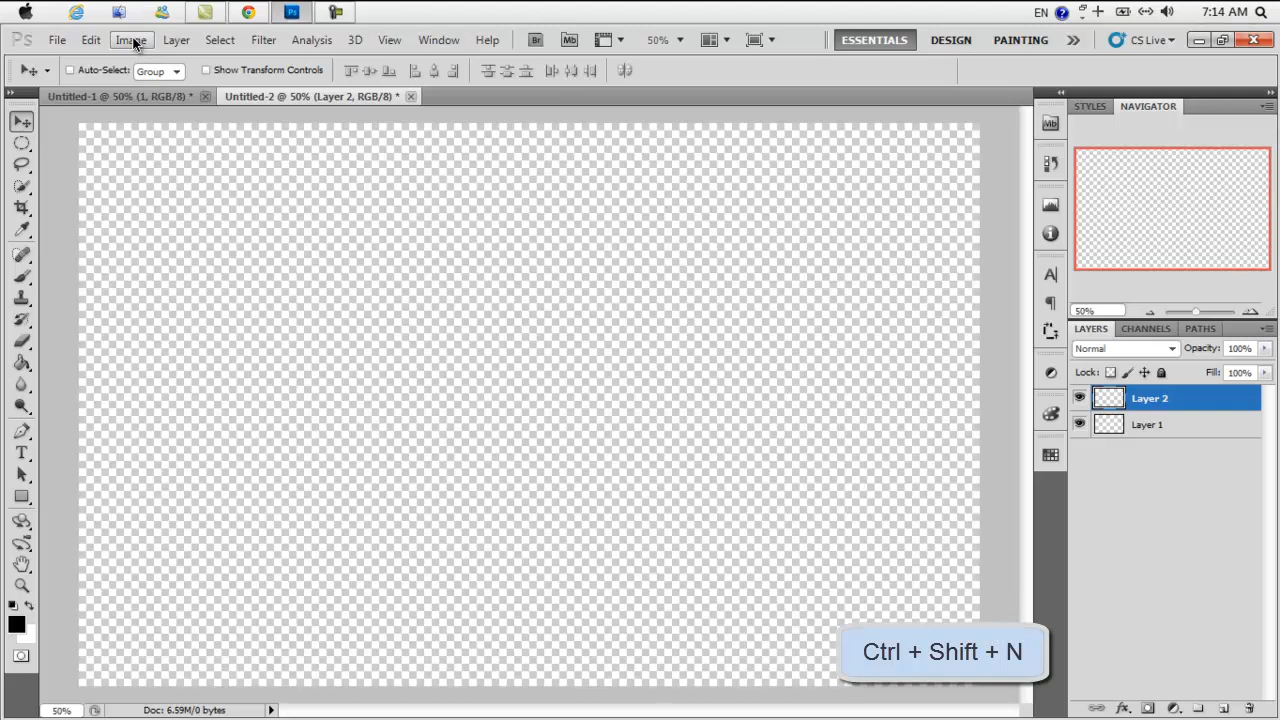 EN 7:14 AM
Ps File Edit Image Layer Select Filter Analysis 3D View Window Help Br Mb 50% ESSENTIALS DESIGN PAINTING CS Live
Auto-Select: Group Show Transform Controls
Untitled-1 @ 50% (1, RGB/8) * Untitled-2 @ 50% (Layer 2, RGB/8) *
STYLES NAVIGATOR
Mb
50%
LAYERS CHANNELS PATHS
Normal Opacity: 100%
Lock: Fill: 100%
Layer 2
Layer 1
Ctrl + Shift + N
50% Doc: 6.59M/0 bytes